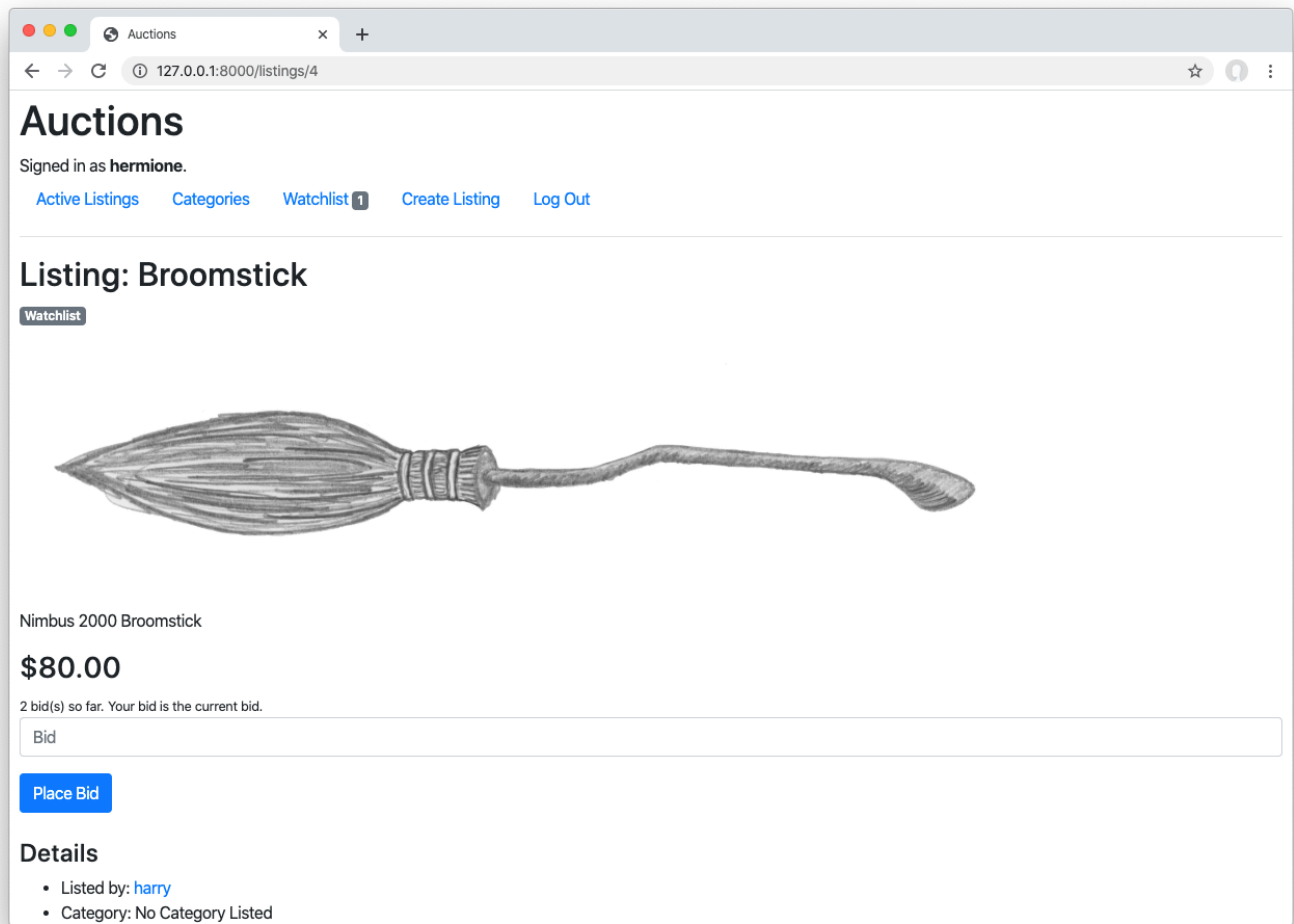 Auctions
127.0.0.1:8000/listings/4
Auctions
Signed in as hermione.
Active Listings Categories Watchlist 1 Create Listing Log Out
Listing: Broomstick
Watchlist
Nimbus 2000 Broomstick
$80.00
2 bid(s) so far. Your bid is the current bid.
Bid
Place Bid
Details
• Listed by: harry
• Category: No Category Listed